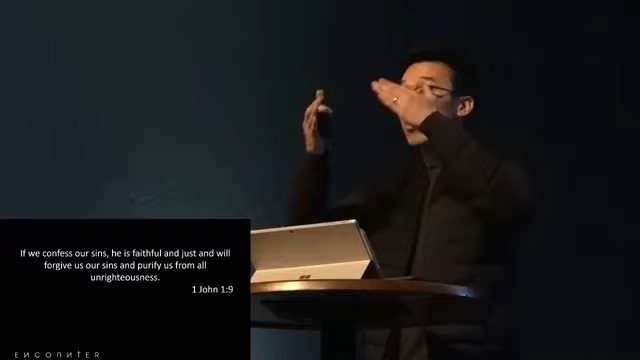 If we confess our sins, he is faithful and just and will
forgive us our sins and purify us from all
unrighteousness.
1 John 1:9
ENCOUNTER